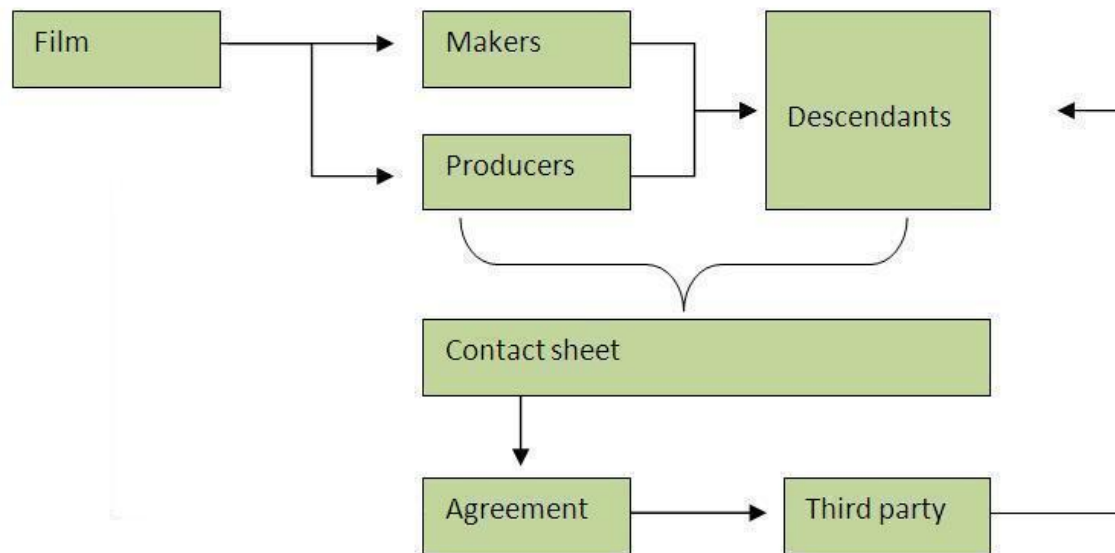 Film
Makers
Producers
Descendants
Contact sheet
Agreement
Third party